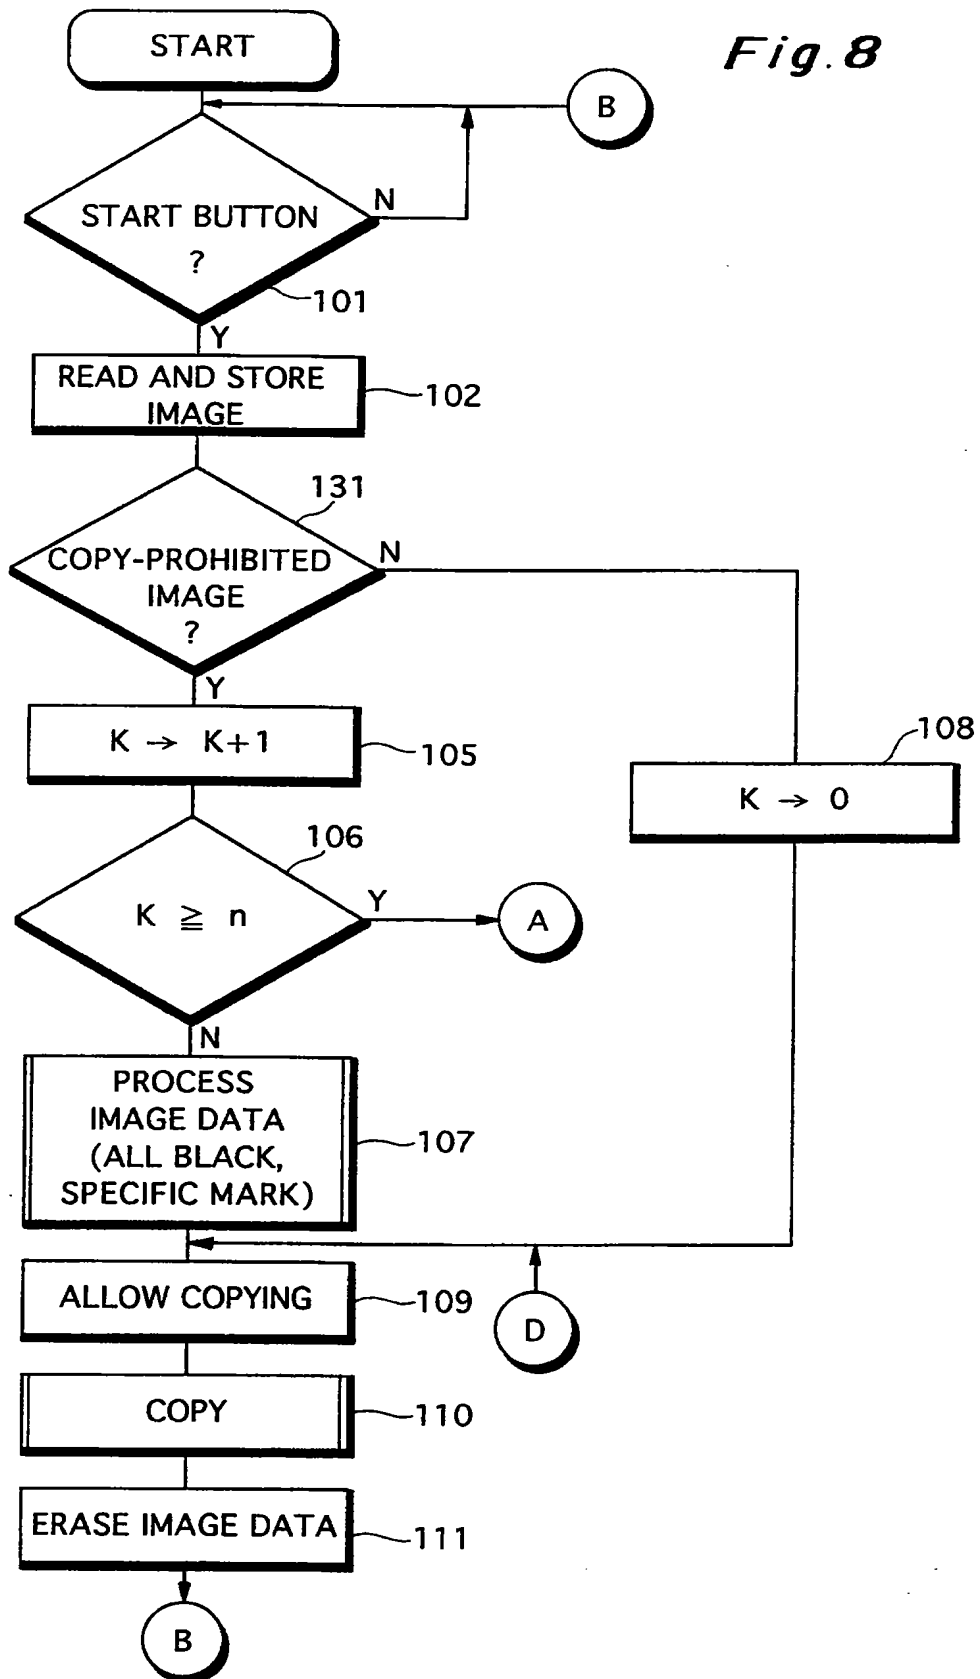 START
Fig. 8
B
START BUTTON
?
N
101
Y
READ AND STORE
IMAGE
102
131
COPY-PROHIBITED
IMAGE
?
N
Y
K → K+1
105
108
K → 0
106
K ≧ n
Y
A
N
PROCESS
IMAGE DATA
(ALL BLACK,
SPECIFIC MARK)
107
ALLOW COPYING
109
D
COPY
110
ERASE IMAGE DATA
111
B